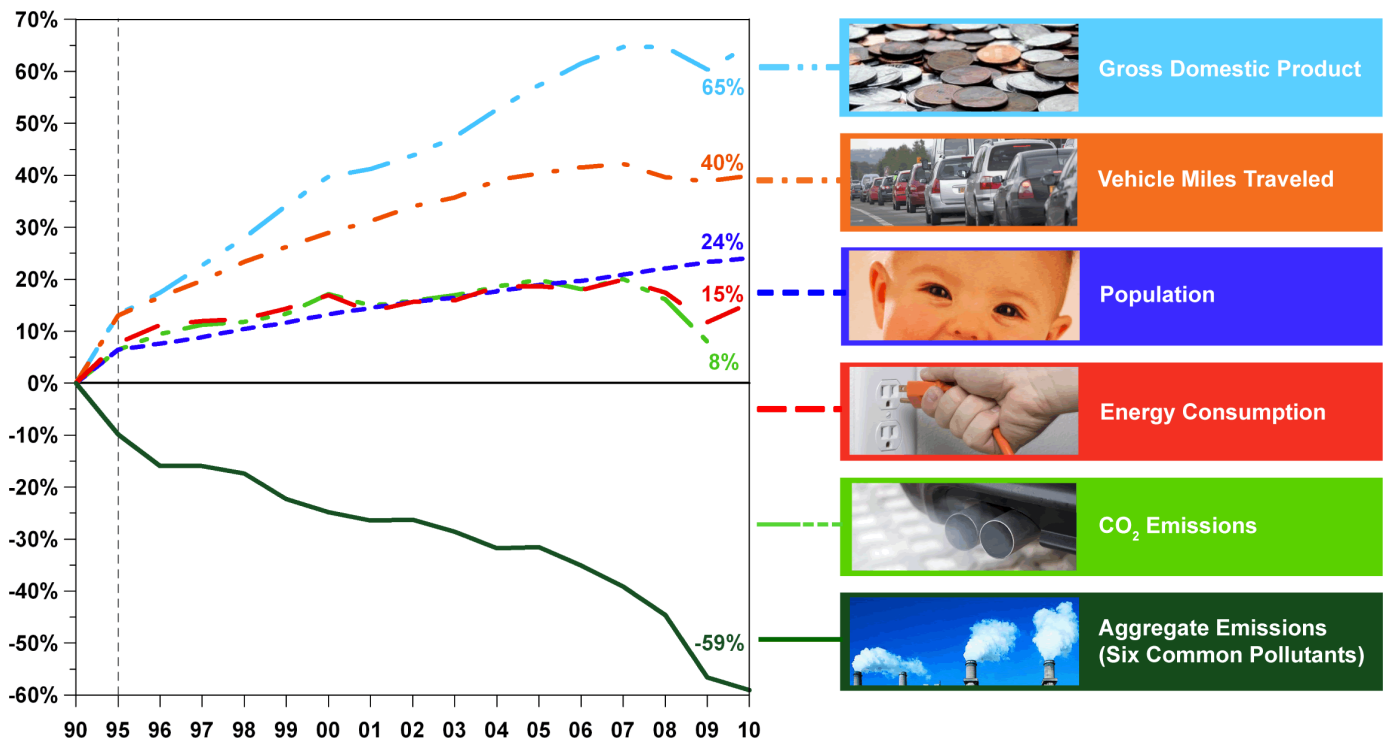 70%
60%
50%
40%
30%
20%
10%
0%
-10%
-20%
-30%
-40%
-50%
-60%
65%
40%
24%
15%
8%
-59%
90 95 96 97 98 99 00 01 02 03 04 05 06 07 08 09 10
Gross Domestic Product
Vehicle Miles Traveled
Population
Energy Consumption
CO₂ Emissions
Aggregate Emissions
(Six Common Pollutants)